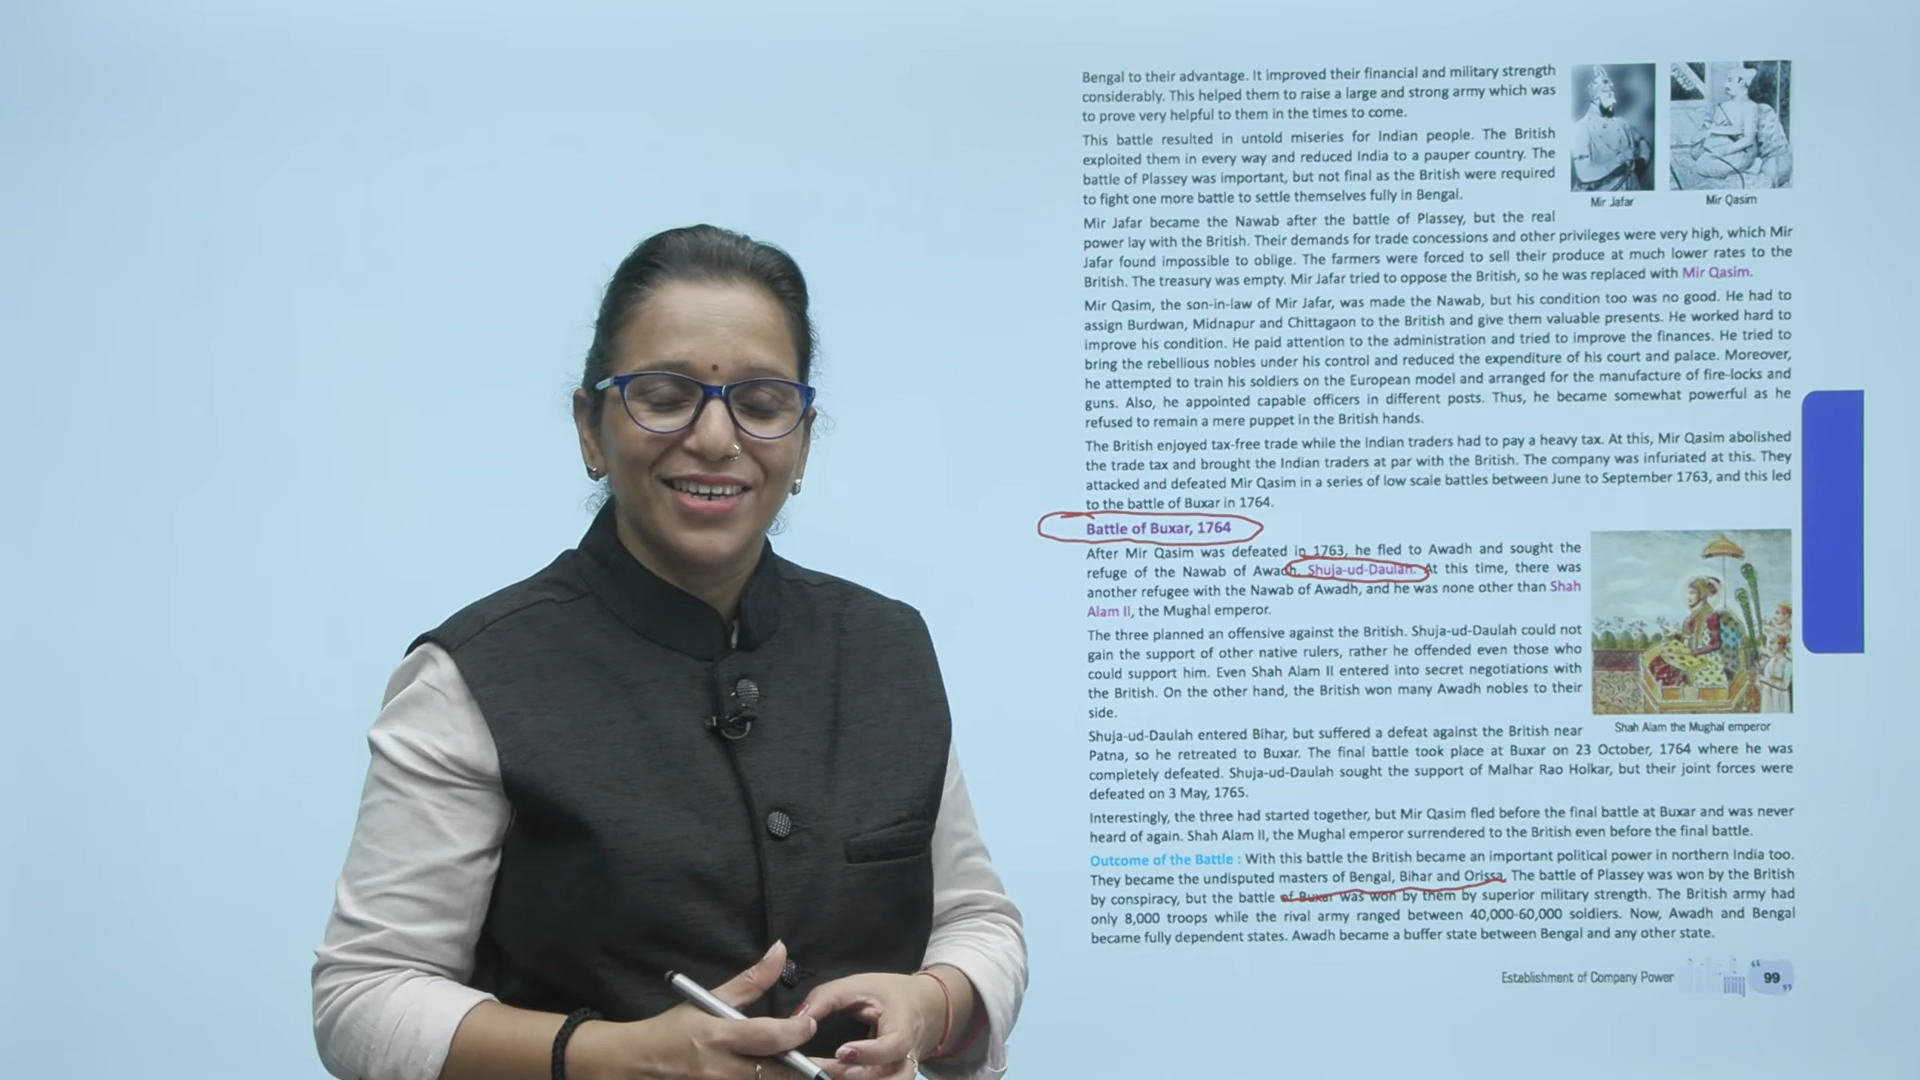 Bengal to their advantage. It improved their financial and military strength
considerably. This helped them to raise a large and strong army which was
to prove very helpful to them in the times to come.
This battle resulted in untold miseries for Indian people. The British
exploited them in every way and reduced India to a pauper country. The
battle of Plassey was important, but not final as the British were required
to fight one more battle to settle themselves fully in Bengal.
Mir Jafar
Mir Qasim
Mir Jafar became the Nawab after the battle of Plassey, but the real
power lay with the British. Their demands for trade concessions and other privileges were very high, which Mir
Jafar found impossible to oblige. The farmers were forced to sell their produce at much lower rates to the
British. The treasury was empty. Mir Jafar tried to oppose the British, so he was replaced with Mir Qasim.
Mir Qasim, the son-in-law of Mir Jafar, was made the Nawab, but his condition too was no good. He had to
assign Burdwan, Midnapur and Chittagaon to the British and give them valuable presents. He worked hard to
improve his condition. He paid attention to the administration and tried to improve the finances. He tried to
bring the rebellious nobles under his control and reduced the expenditure of his court and palace. Moreover,
he attempted to train his soldiers on the European model and arranged for the manufacture of fire-locks and
guns. Also, he appointed capable officers in different posts. Thus, he became somewhat powerful as he
refused to remain a mere puppet in the British hands.
The British enjoyed tax-free trade while the Indian traders had to pay a heavy tax. At this, Mir Qasim abolished
the trade tax and brought the Indian traders at par with the British. The company was infuriated at this. They
attacked and defeated Mir Qasim in a series of low scale battles between June to September 1763, and this led
to the battle of Buxar in 1764.
Battle of Buxar, 1764
After Mir Qasim was defeated in 1763, he fled to Awadh and sought the
refuge of the Nawab of Awadh, Shuja-ud-Daulah. At this time, there was
another refugee with the Nawab of Awadh, and he was none other than Shah
Alam II, the Mughal emperor.
The three planned an offensive against the British. Shuja-ud-Daulah could not
gain the support of other native rulers, rather he offended even those who
could support him. Even Shah Alam II entered into secret negotiations with
the British. On the other hand, the British won many Awadh nobles to their
side.
Shah Alam the Mughal emperor
Shuja-ud-Daulah entered Bihar, but suffered a defeat against the British near
Patna, so he retreated to Buxar. The final battle took place at Buxar on 23 October, 1764 where he was
completely defeated. Shuja-ud-Daulah sought the support of Malhar Rao Holkar, but their joint forces were
defeated on 3 May, 1765.
Interestingly, the three had started together, but Mir Qasim fled before the final battle at Buxar and was never
heard of again. Shah Alam II, the Mughal emperor surrendered to the British even before the final battle.
Outcome of the Battle : With this battle the British became an important political power in northern India too.
They became the undisputed masters of Bengal, Bihar and Orissa. The battle of Plassey was won by the British
by conspiracy, but the battle of Buxar was won by them by superior military strength. The British army had
only 8,000 troops while the rival army ranged between 40,000-60,000 soldiers. Now, Awadh and Bengal
became fully dependent states. Awadh became a buffer state between Bengal and any other state.
Establishment of Company Power
99